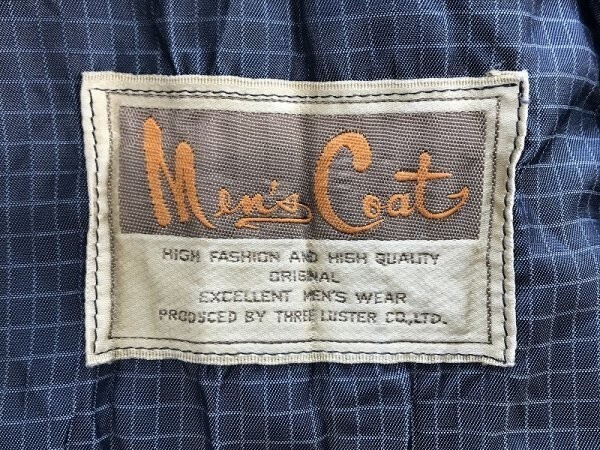 Men's Coat
HIGH FASHION AND HIGH QUALITY
ORIGINAL
EXCELLENT MEN'S WEAR
PRODUCED BY THREE LUSTER CO.,LTD.